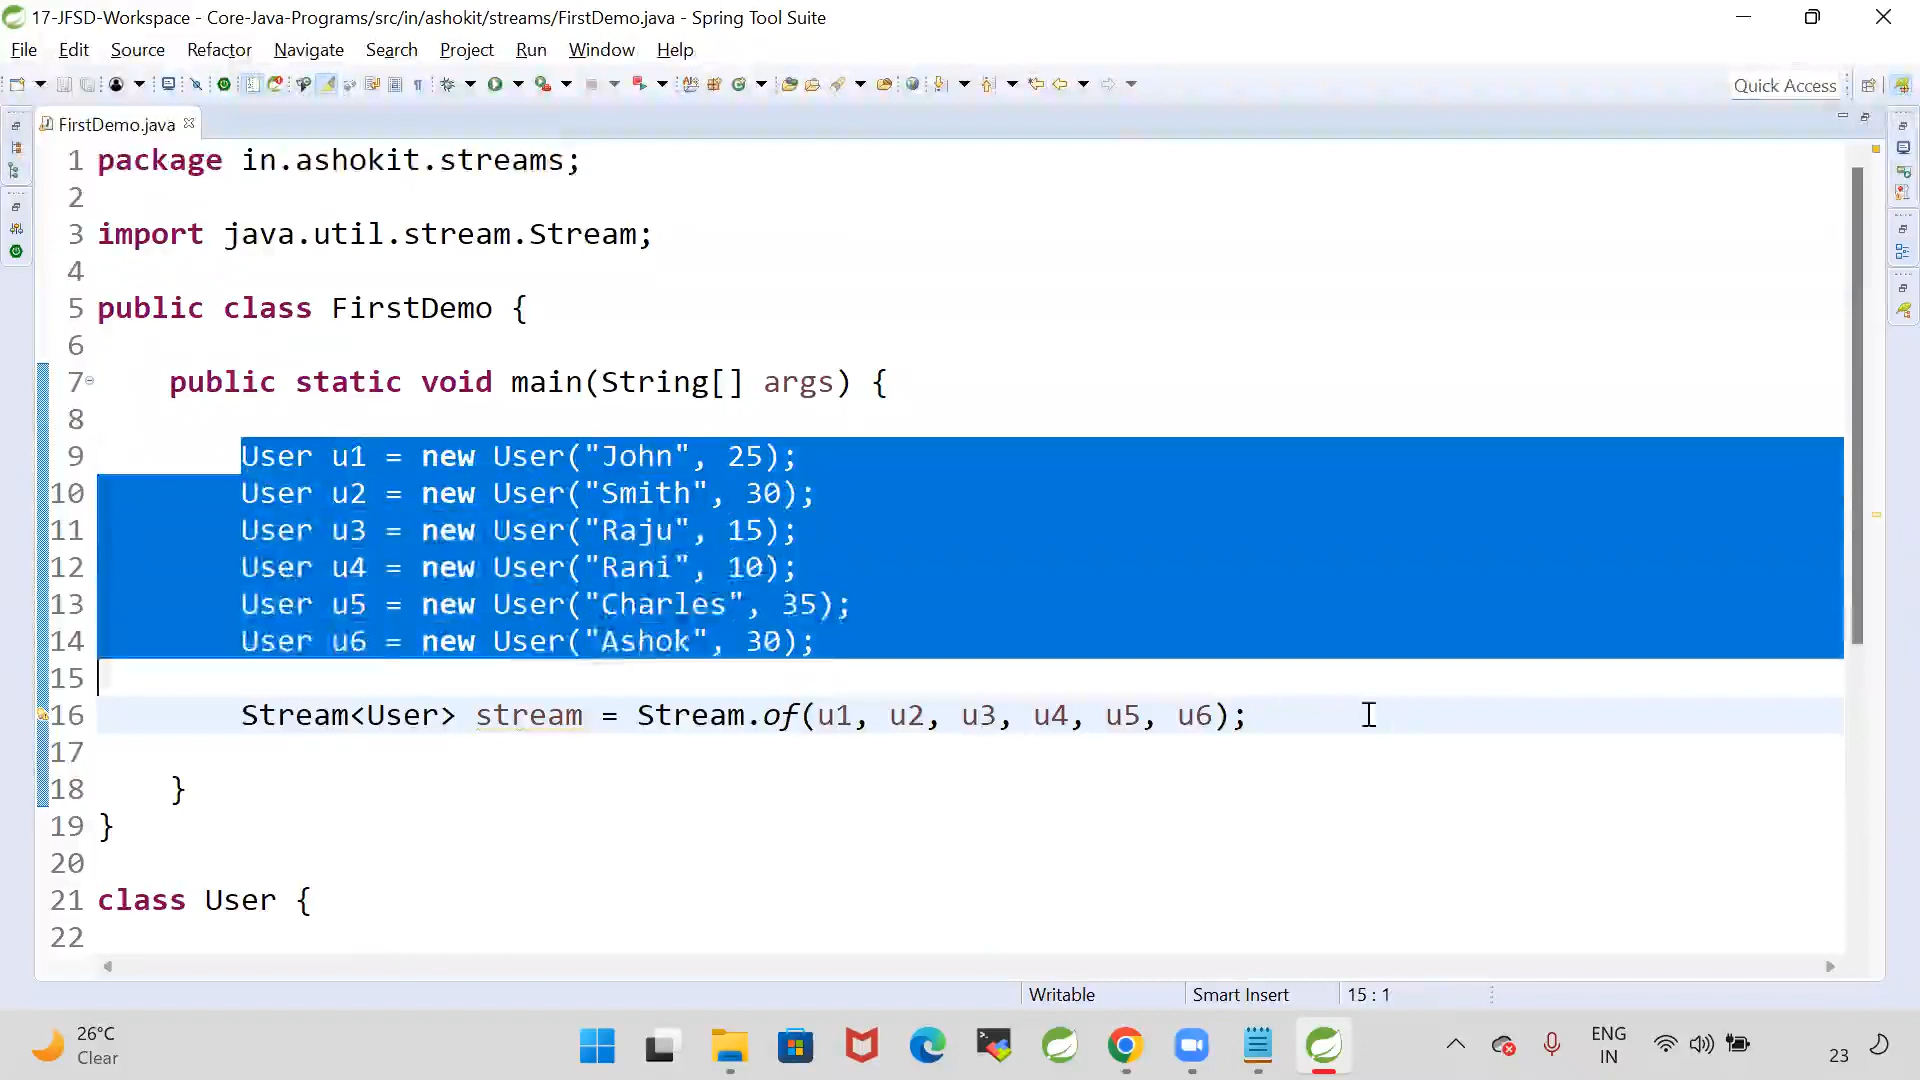 17-JFSD-Workspace - Core-Java-Programs/src/in/ashokit/streams/FirstDemo.java - Spring Tool Suite
File Edit Source Refactor Navigate Search Project Run Window Help
Quick Access
FirstDemo.java
1 package in.ashokit.streams;
2
3 import java.util.stream.Stream;
4
5 public class FirstDemo {
6
7 public static void main(String[] args) {
8
9 User u1 = new User("John", 25);
10 User u2 = new User("Smith", 30);
11 User u3 = new User("Raju", 15);
12 User u4 = new User("Rani", 10);
13 User u5 = new User("Charles", 35);
14 User u6 = new User("Ashok", 30);
15
16 Stream<User> stream = Stream.of(u1, u2, u3, u4, u5, u6);
17
18 }
19 }
20
21 class User {
22
Writable Smart Insert 15 : 1
26°C
Clear
ENG
IN
23